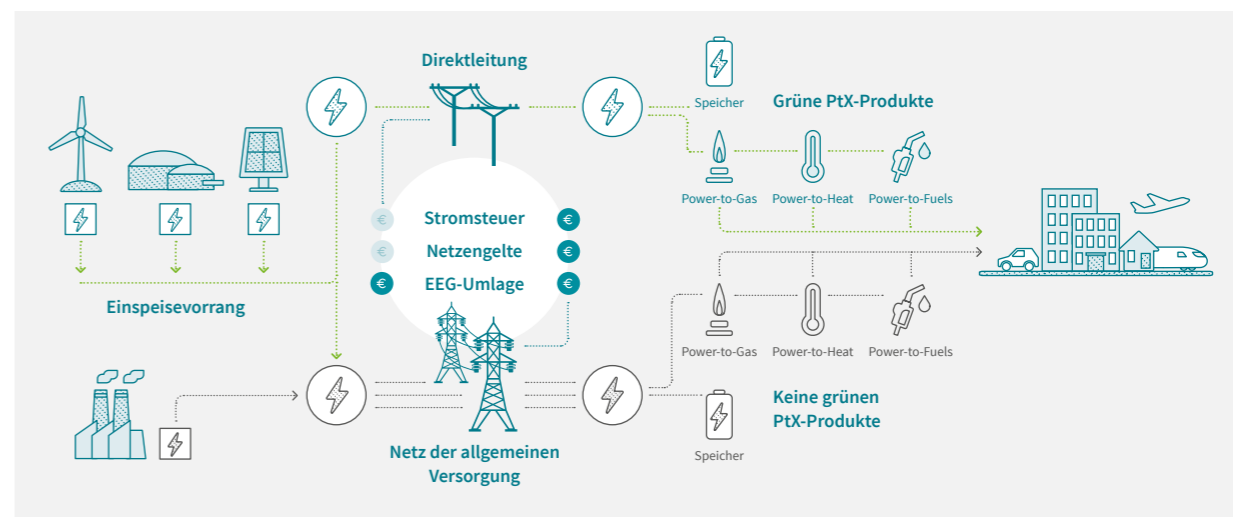 Direktleitung
Speicher
Grüne PtX-Produkte
Power-to-Gas
Power-to-Heat
Power-to-Fuels
€ Stromsteuer €
€ Netzengelte €
€ EEG-Umlage €
Einspeisevorrang
Power-to-Gas
Power-to-Heat
Power-to-Fuels
Keine grünen
PtX-Produkte
Netz der allgemeinen
Versorgung
Speicher